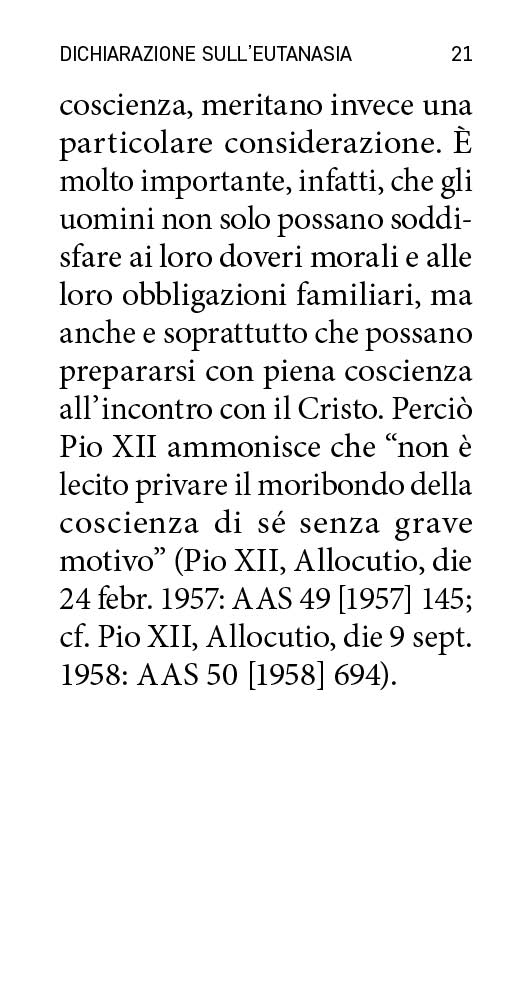 DICHIARAZIONE SULL’EUTANASIA 21
coscienza, meritano invece una
particolare considerazione. È
molto importante, infatti, che gli
uomini non solo possano soddi-
sfare ai loro doveri morali e alle
loro obbligazioni familiari, ma
anche e soprattutto che possano
prepararsi con piena coscienza
all’incontro con il Cristo. Perciò
Pio XII ammonisce che “non è
lecito privare il moribondo della
coscienza di sé senza grave
motivo” (Pio XII, Allocutio, die
24 febr. 1957: AAS 49 [1957] 145;
cf. Pio XII, Allocutio, die 9 sept.
1958: AAS 50 [1958] 694).